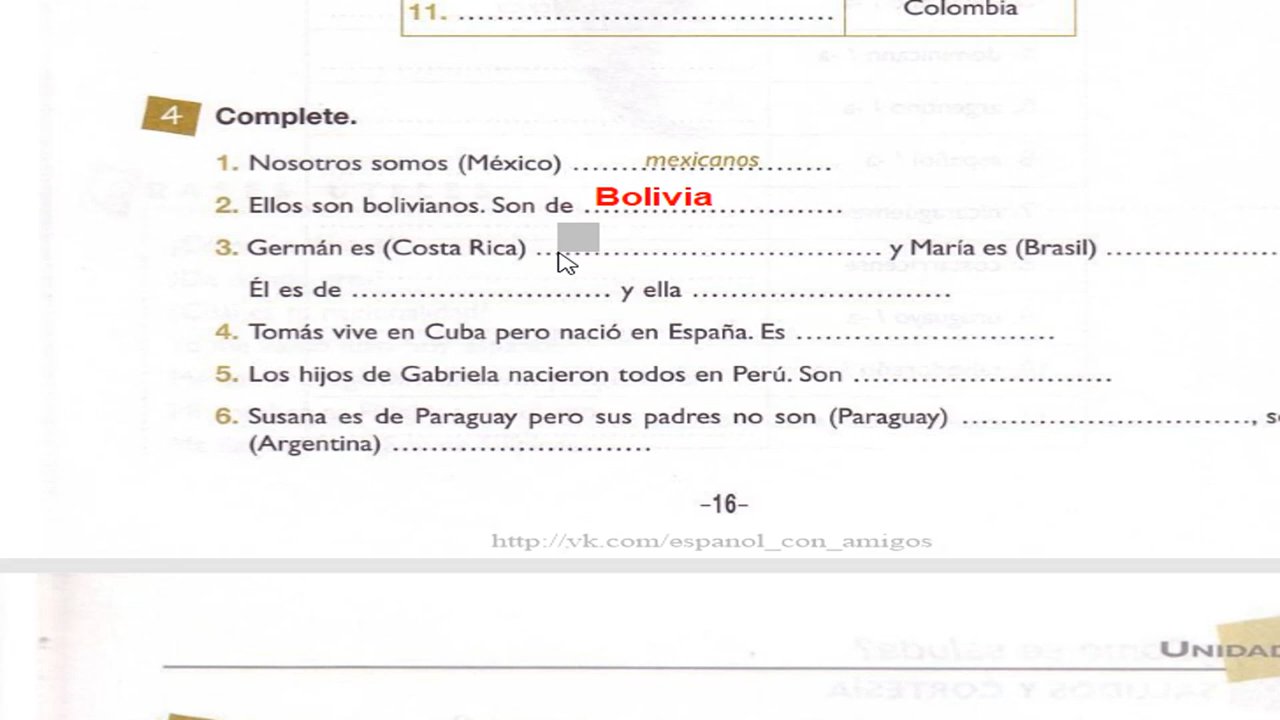 11. ........................................ Colombia
4 Complete.
1. Nosotros somos (México) ........mexicanos........
2. Ellos son bolivianos. Son de Bolivia................
3. Germán es (Costa Rica) ........................................ y María es (Brasil) ....................
Él es de ........................... y ella ...........................
4. Tomás vive en Cuba pero nació en España. Es ...........................
5. Los hijos de Gabriela nacieron todos en Perú. Son ...........................
6. Susana es de Paraguay pero sus padres no son (Paraguay) .............................., s
(Argentina) ...........................
–16–
http://vk.com/espanol_con_amigos
UNIDAD